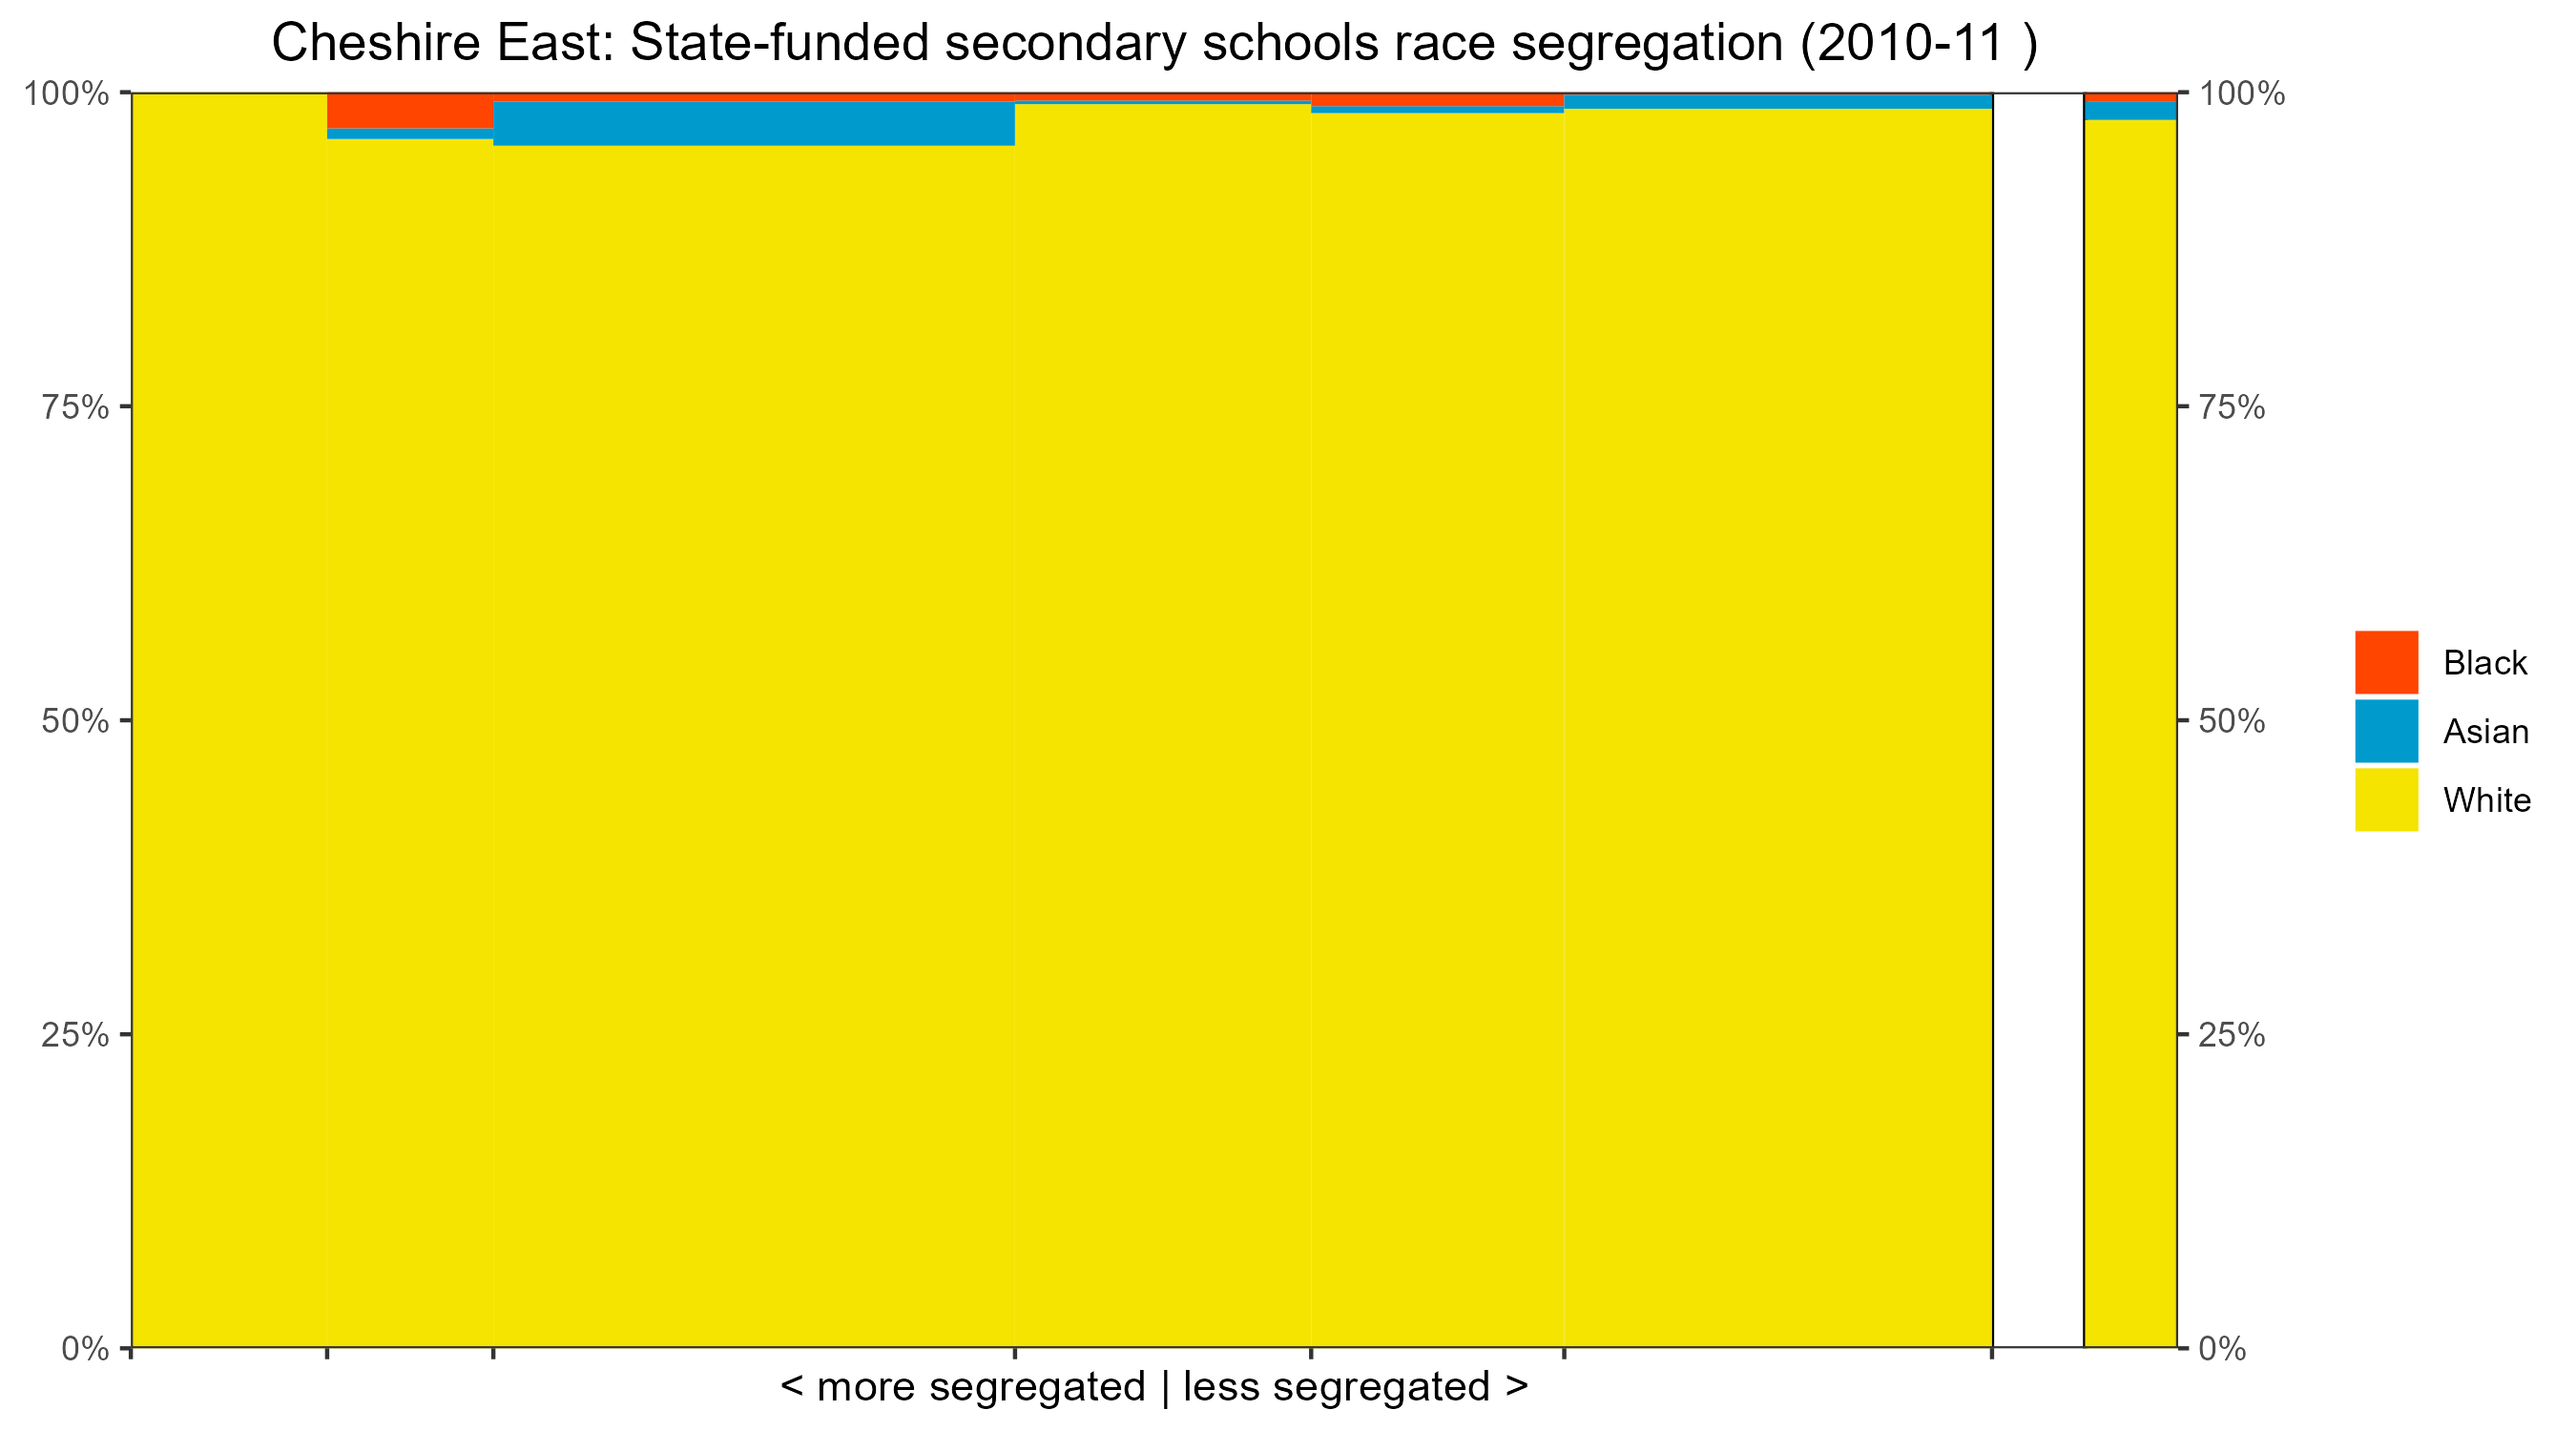 Cheshire East: State-funded secondary schools race segregation (2010-11 )
100%
75%
50%
25%
0%
100%
75%
50%
25%
0%
< more segregated | less segregated >
Black
Asian
White